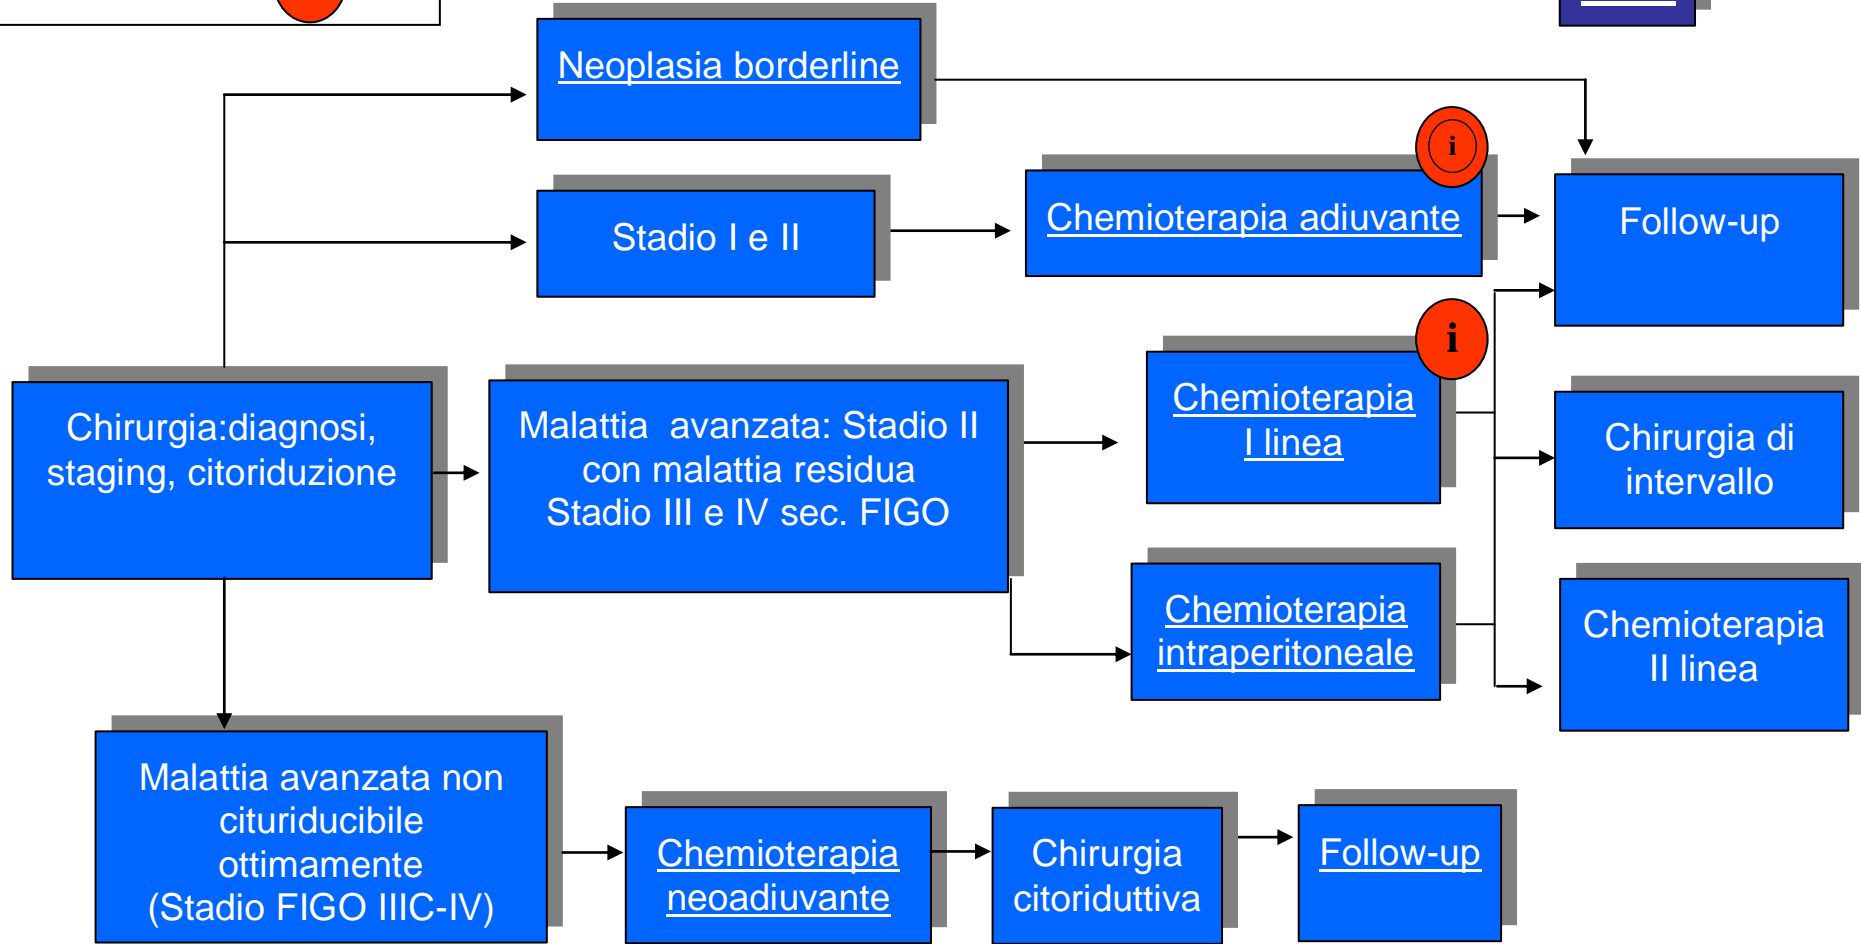 Neoplasia borderline
i
Stadio I e II
Chemioterapia adiuvante
Follow-up
i
Chirurgia:diagnosi,
staging, citoriduzione
Malattia avanzata: Stadio II
con malattia residua
Stadio III e IV sec. FIGO
Chemioterapia
I linea
Chirurgia di
intervallo
Chemioterapia
intraperitoneale
Chemioterapia
II linea
Malattia avanzata non
cituriducibile
ottimamente
(Stadio FIGO IIIC-IV)
Chemioterapia
neoadiuvante
Chirurgia
citoriduttiva
Follow-up